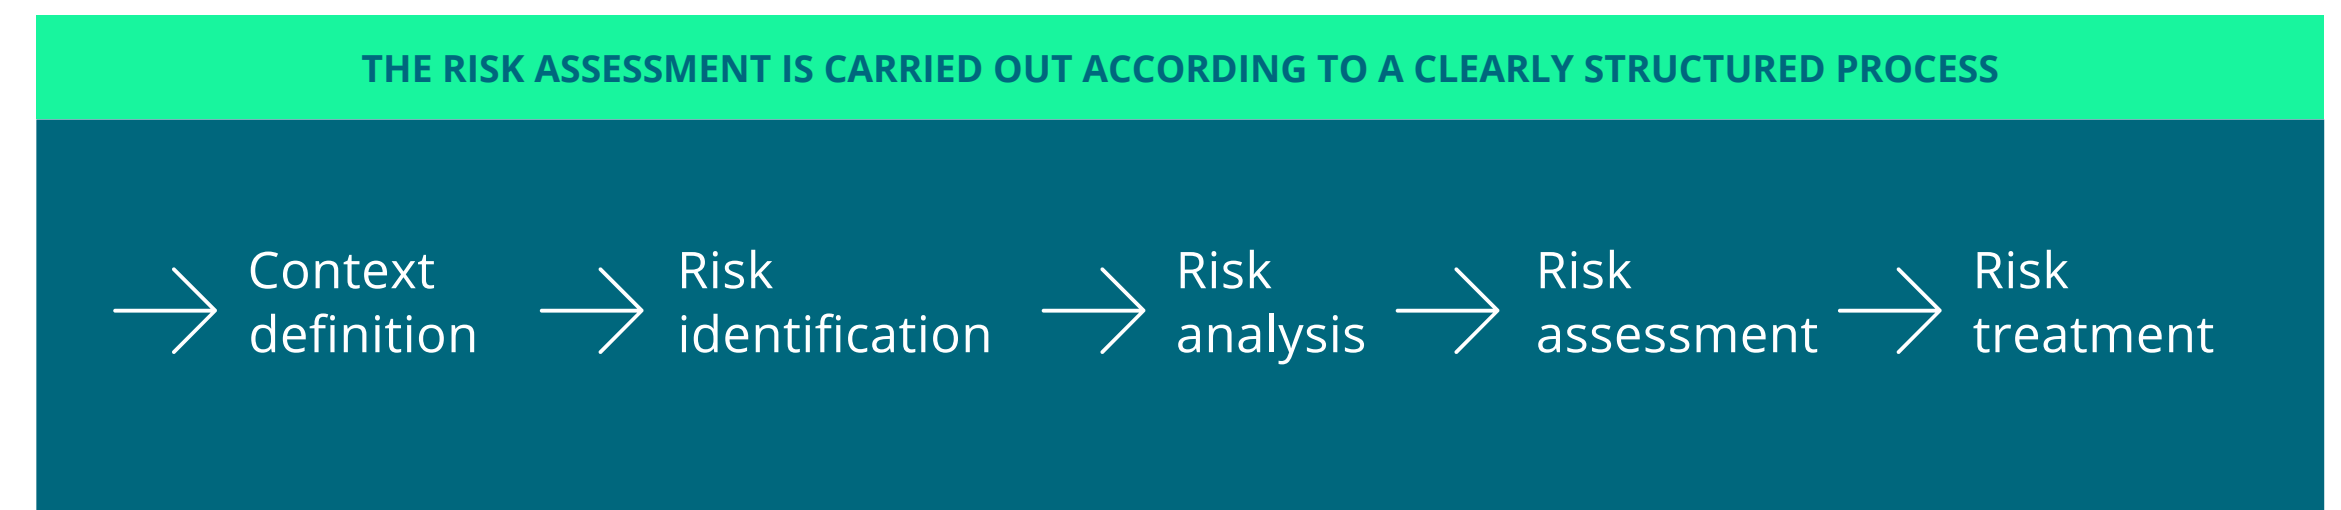 THE RISK ASSESSMENT IS CARRIED OUT ACCORDING TO A CLEARLY STRUCTURED PROCESS
Context
definition
Risk
identification
Risk
analysis
Risk
assessment
Risk
treatment